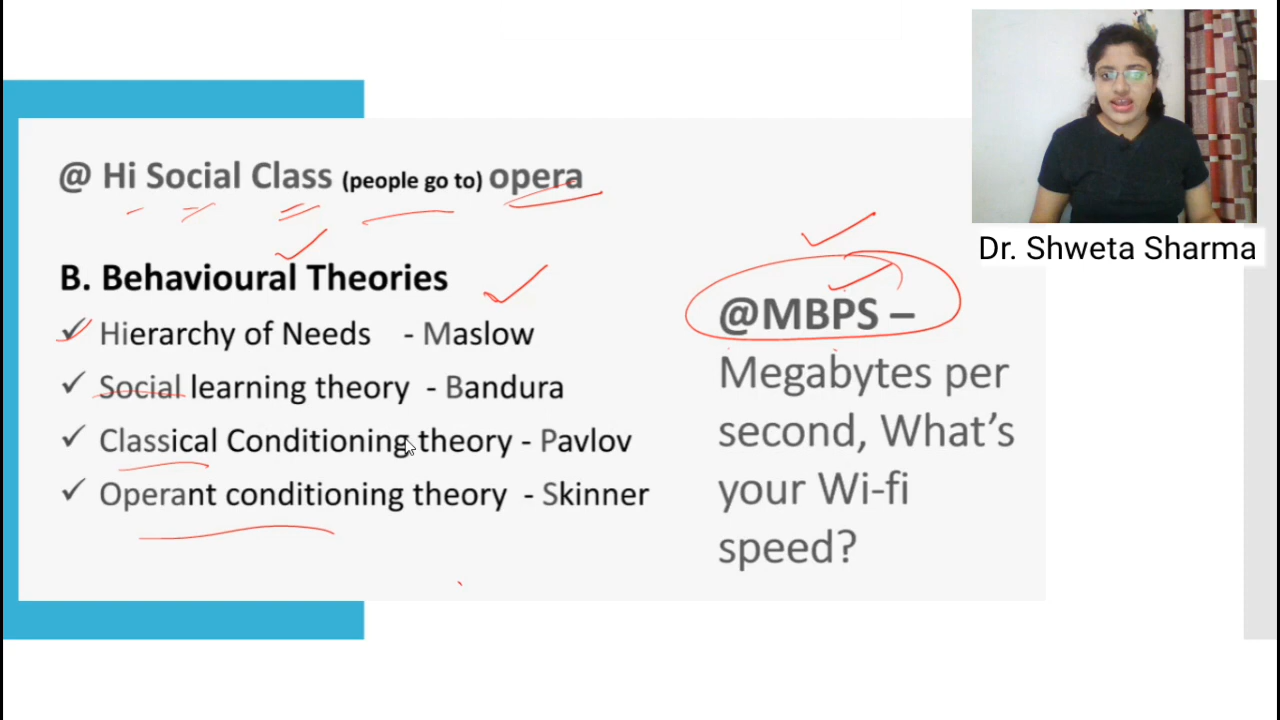 @ Hi Social Class (people go to) opera
B. Behavioural Theories
✓ Hierarchy of Needs - Maslow
✓ Social learning theory - Bandura
✓ Classical Conditioning theory - Pavlov
✓ Operant conditioning theory - Skinner
@MBPS –
Megabytes per
second, What's
your Wi-fi
speed?
Dr. Shweta Sharma